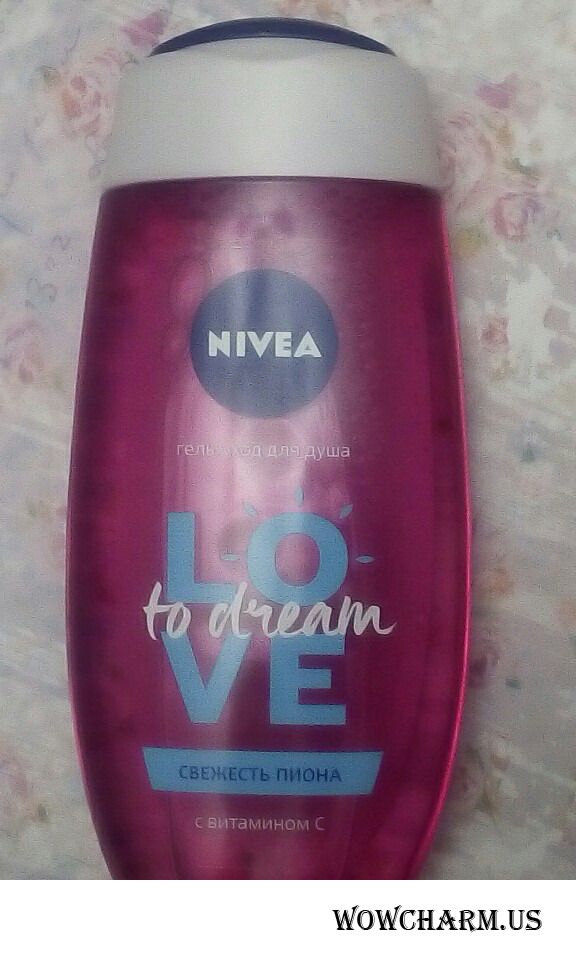 NIVEA
гель-уход для душа
LO
to dream
VE
СВЕЖЕСТЬ ПИОНА
с витамином С
WOWCHARM.US